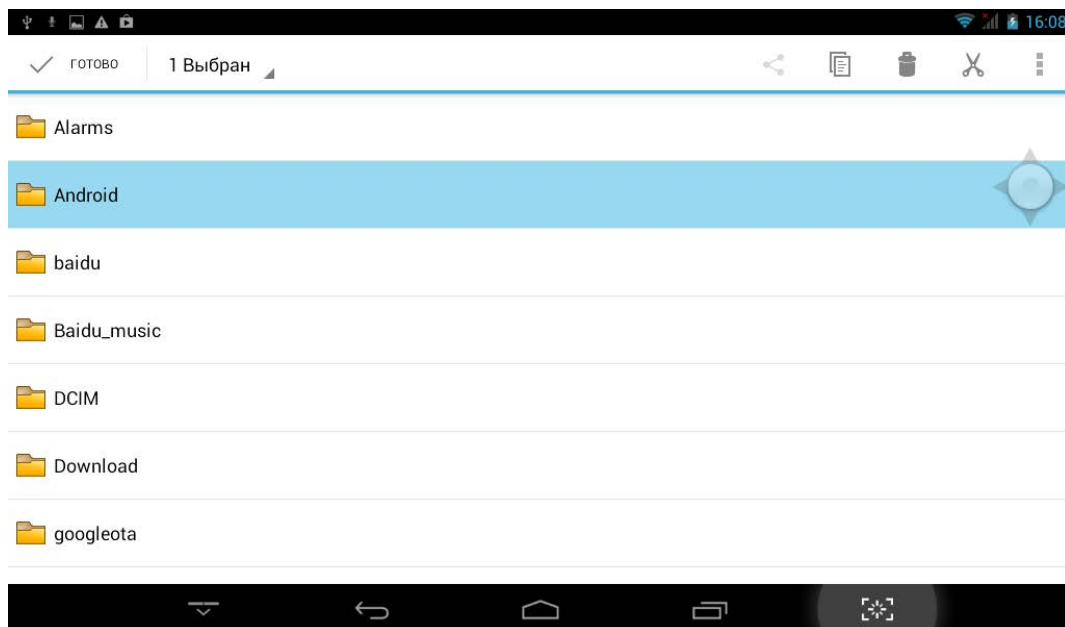 16:08
ГОТОВО 1 Выбран
Alarms
Android
baidu
Baidu_music
DCIM
Download
googleota